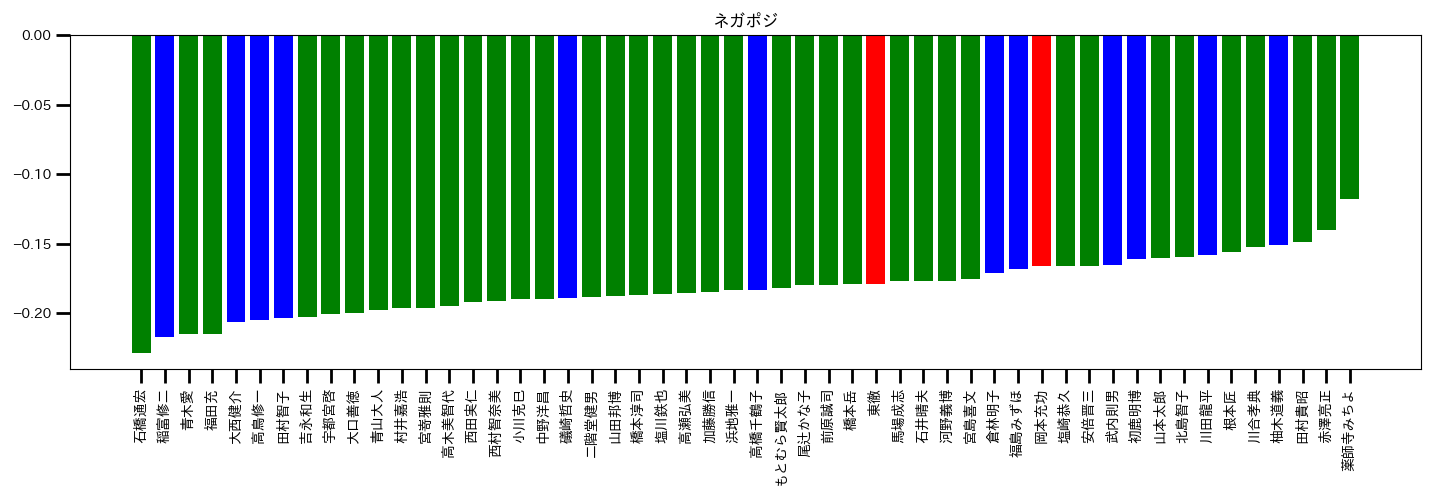 ネガポジ
0.00
−0.05
−0.10
−0.15
−0.20
石橋通宏
稲富修二
青木愛
福田充
大西健介
高鳥修一
田村智子
吉永和生
宇都宮啓
大口善徳
青山大人
村井嘉浩
宮嵜雅則
高木美智代
西田実仁
西村智奈美
小川克巳
中野洋昌
礒崎哲史
二階堂健男
山田邦博
橋本淳司
塩川鉄也
高瀬弘美
加藤勝信
浜地雅一
高橋千鶴子
もとむら賢太郎
尾辻かな子
前原誠司
橋本岳
東徹
馬場成志
石井晴夫
河野義博
宮島喜文
倉林明子
福島みずほ
岡本充功
塩崎恭久
安倍晋三
武内則男
初鹿明博
山本太郎
北島智子
川田龍平
根本匠
川合孝典
柚木道義
田村貴昭
赤澤亮正
薬師寺みちよ